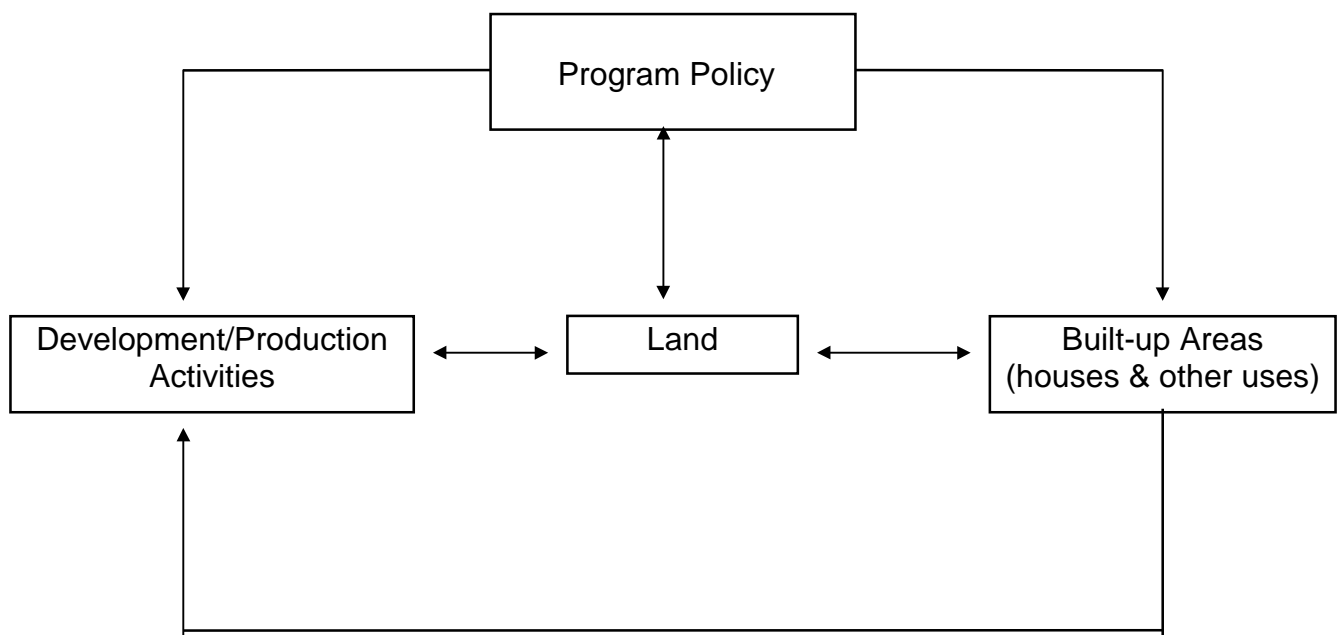 Program Policy
Development/Production
Activities
Land
Built-up Areas
(houses & other uses)